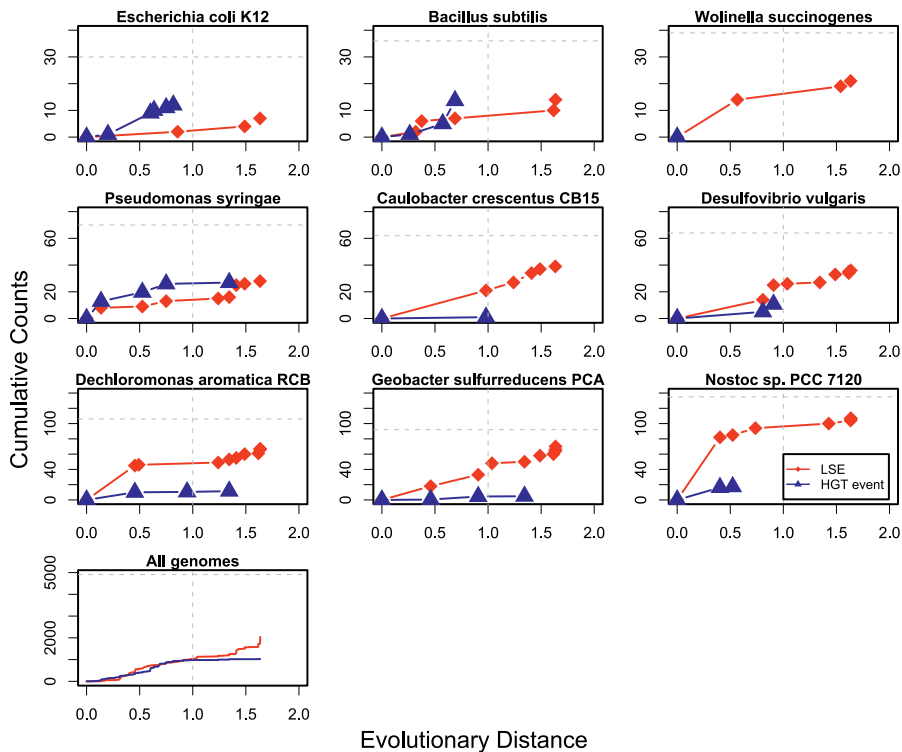 Escherichia coli K12
Bacillus subtilis
Wolinella succinogenes
0 10 30
0.0 0.5 1.0 1.5 2.0
0 10 30
0.0 0.5 1.0 1.5 2.0
0 10 30
0.0 0.5 1.0 1.5 2.0
Pseudomonas syringae
Caulobacter crescentus CB15
Desulfovibrio vulgaris
0 20 60
0.0 0.5 1.0 1.5 2.0
0 20 60
0.0 0.5 1.0 1.5 2.0
0 20 60
0.0 0.5 1.0 1.5 2.0
Dechloromonas aromatica RCB
Geobacter sulfurreducens PCA
Nostoc sp. PCC 7120
0 40 100
0.0 0.5 1.0 1.5 2.0
0 40 100
0.0 0.5 1.0 1.5 2.0
0 40 100
LSE
HGT event
0.0 0.5 1.0 1.5 2.0
All genomes
0 2000 5000
0.0 0.5 1.0 1.5 2.0
Cumulative Counts
Evolutionary Distance